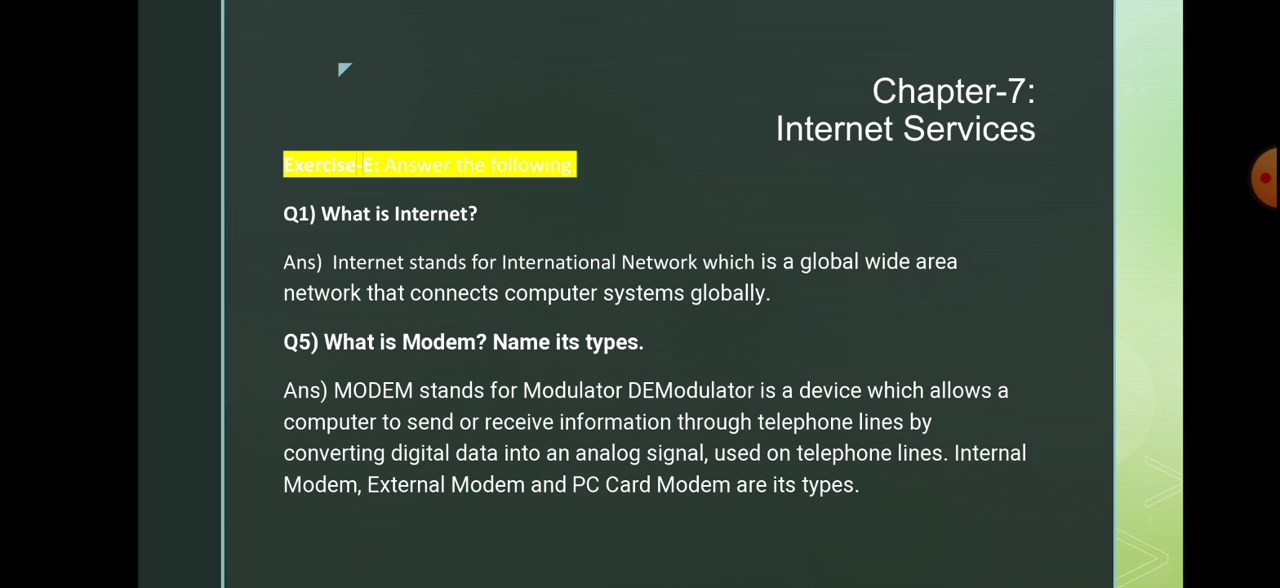 Chapter-7:
Internet Services
Exercise-E: Answer the following.
Q1) What is Internet?
Ans) Internet stands for International Network which is a global wide area
network that connects computer systems globally.
Q5) What is Modem? Name its types.
Ans) MODEM stands for Modulator DEModulator is a device which allows a
computer to send or receive information through telephone lines by
converting digital data into an analog signal, used on telephone lines. Internal
Modem, External Modem and PC Card Modem are its types.